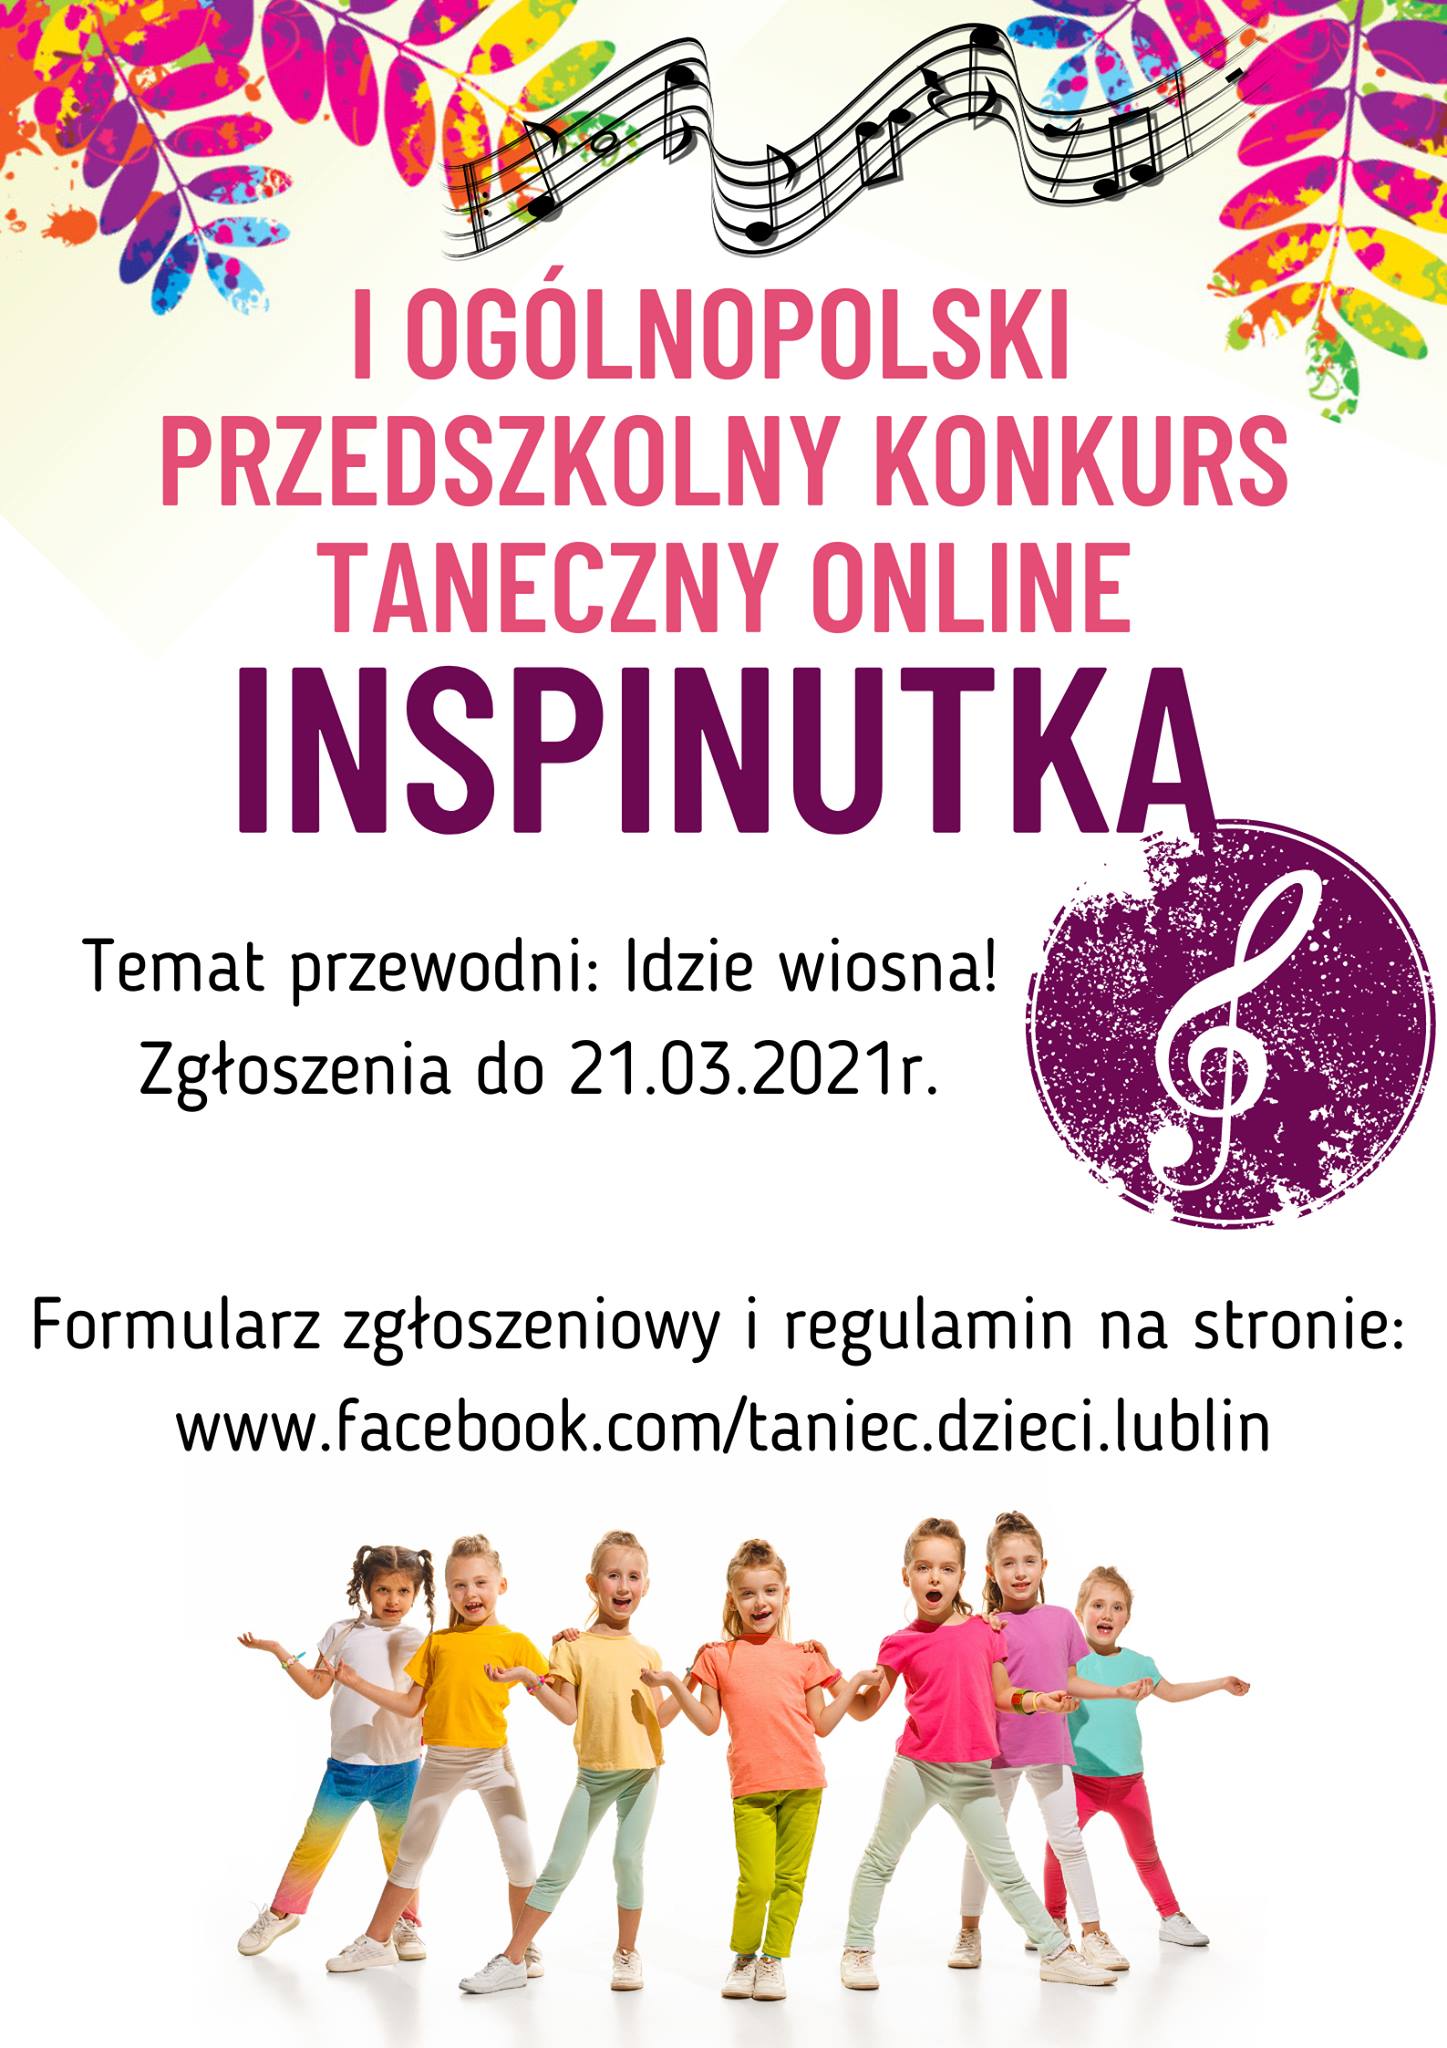 I OGÓLNOPOLSKI
PRZEDSZKOLNY KONKURS
TANECZNY ONLINE
INSPINUTKA
Temat przewodni: Idzie wiosna!
Zgłoszenia do 21.03.2021r.
Formularz zgłoszeniowy i regulamin na stronie:
www.facebook.com/taniec.dzieci.lublin